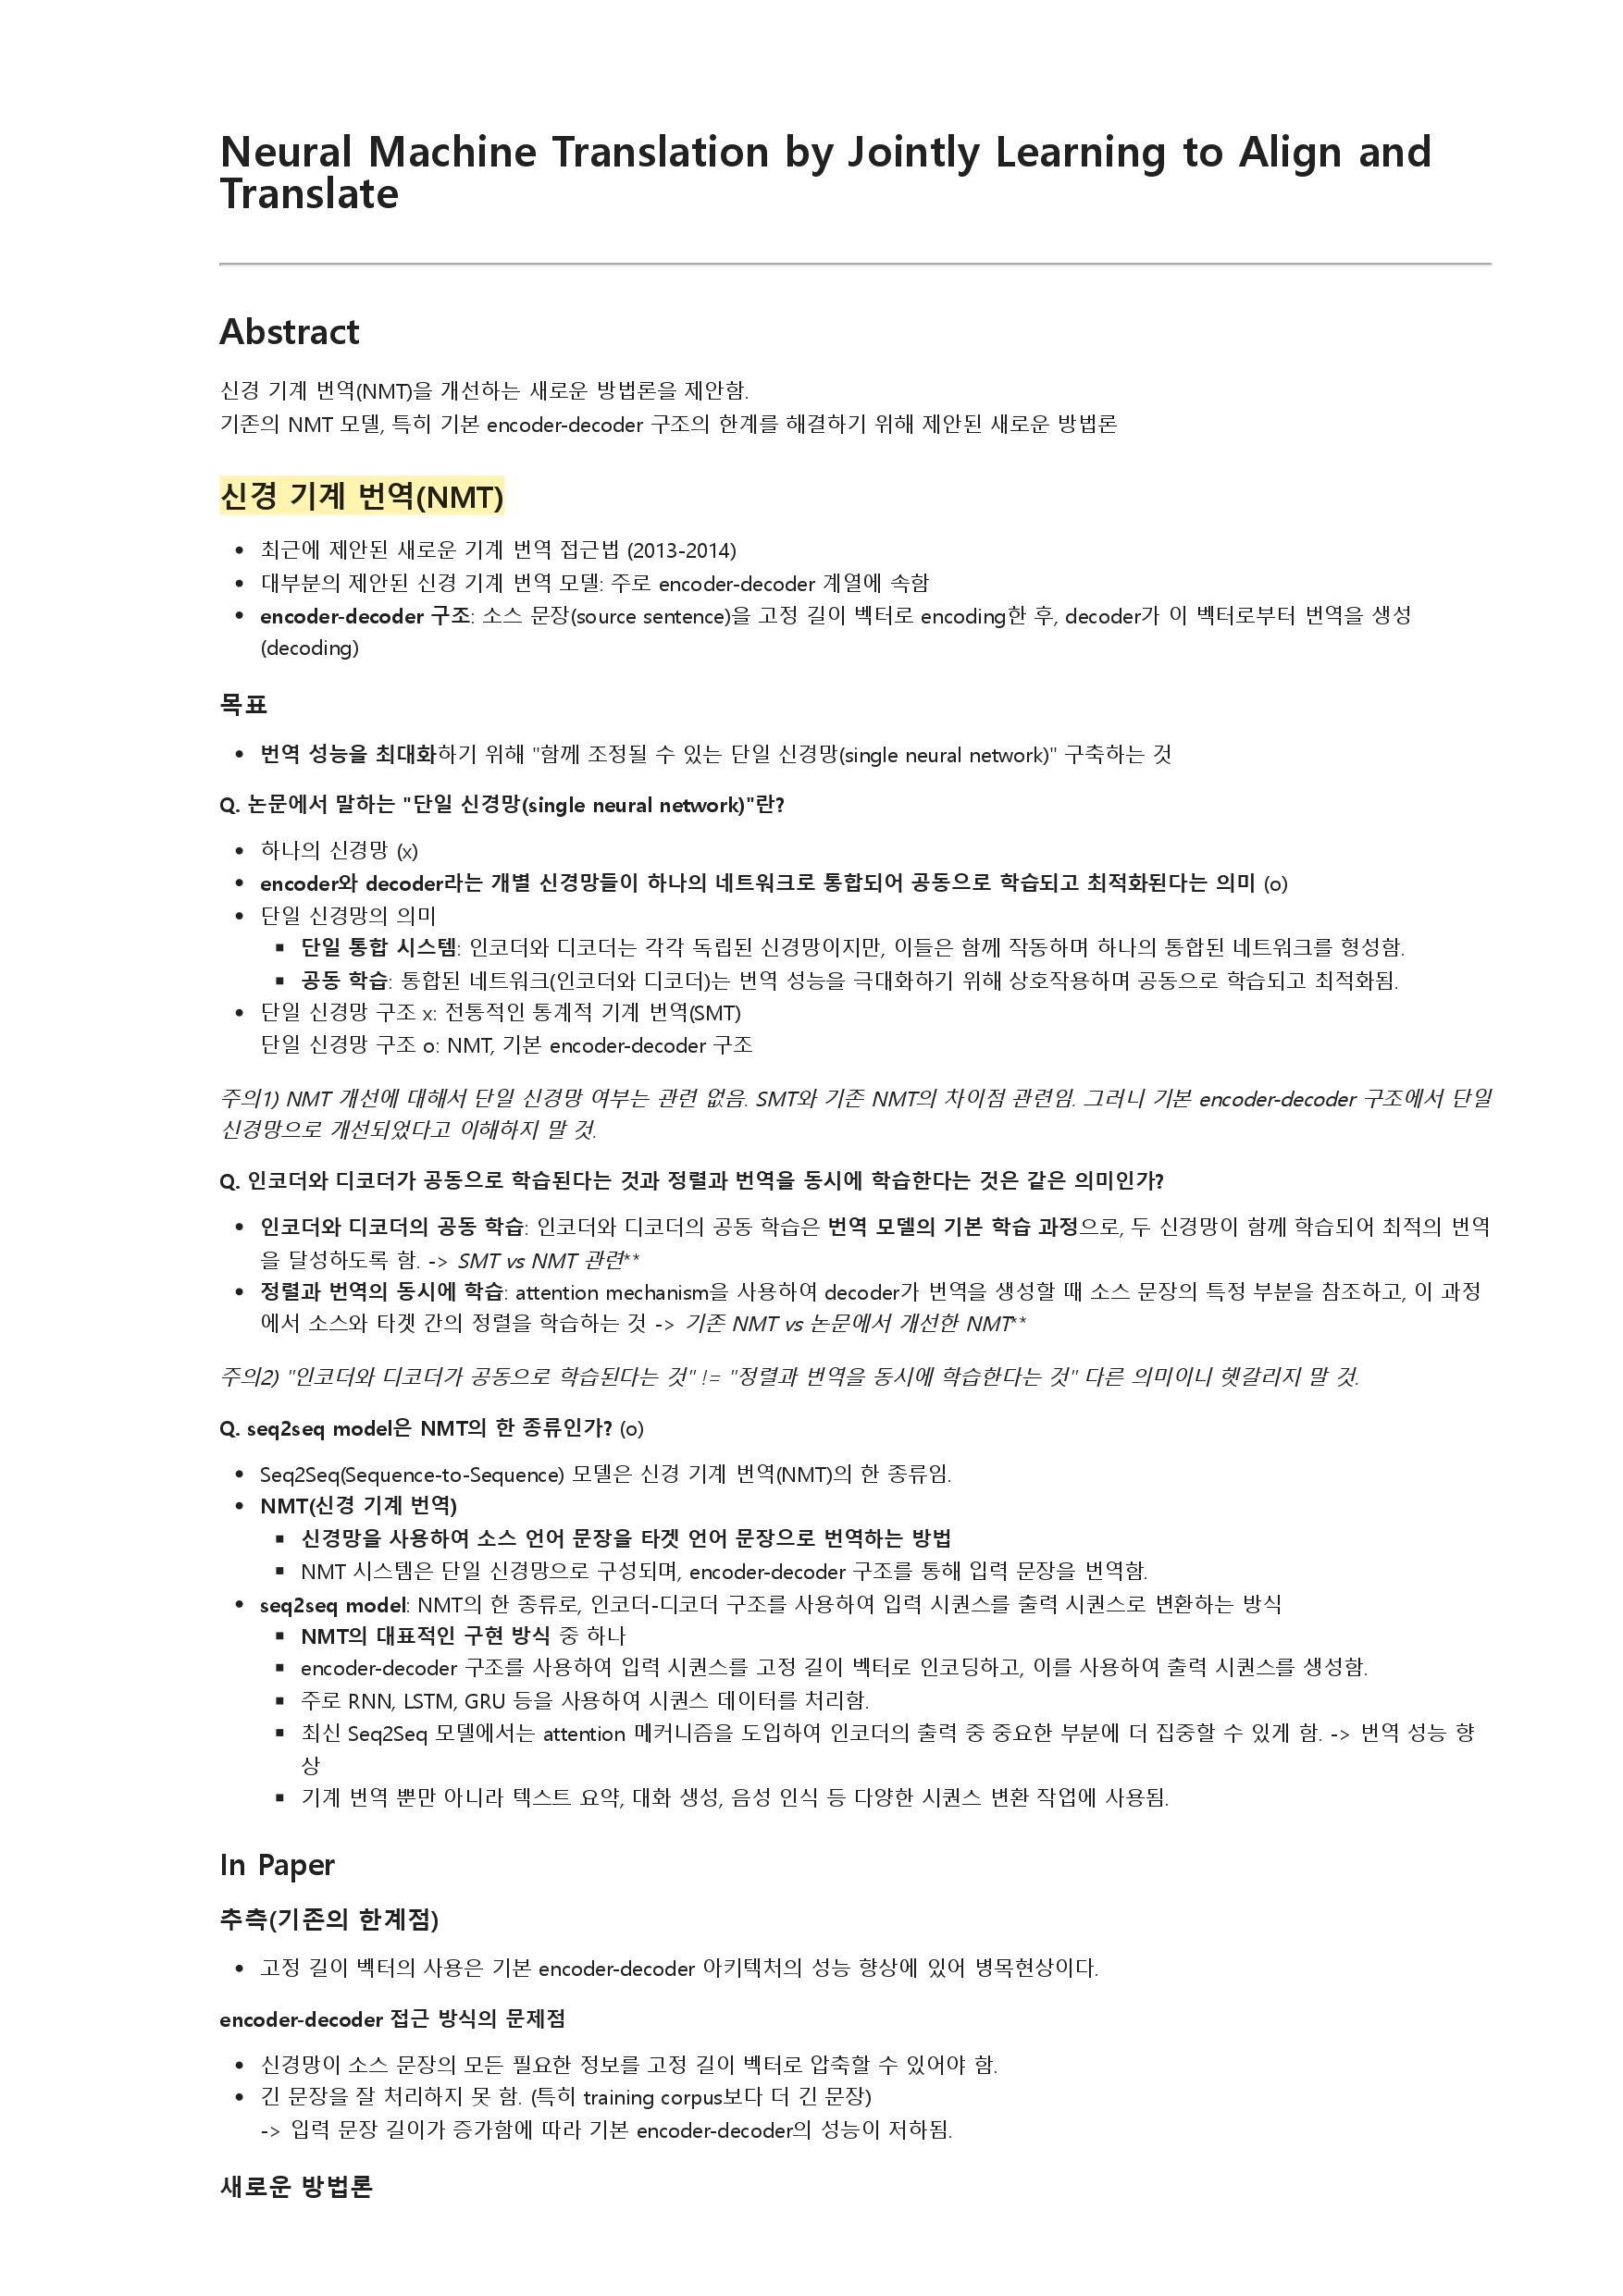 Neural Machine Translation by Jointly Learning to Align and
Translate
Abstract
신경 기계 번역(NMT)을 개선하는 새로운 방법론을 제안함.
기존의 NMT 모델, 특히 기본 encoder-decoder 구조의 한계를 해결하기 위해 제안된 새로운 방법론
신경 기계 번역(NMT)
• 최근에 제안된 새로운 기계 번역 접근법 (2013-2014)
• 대부분의 제안된 신경 기계 번역 모델: 주로 encoder-decoder 계열에 속함
• encoder-decoder 구조: 소스 문장(source sentence)을 고정 길이 벡터로 encoding한 후, decoder가 이 벡터로부터 번역을 생성
(decoding)
목표
• 번역 성능을 최대화하기 위해 "함께 조정될 수 있는 단일 신경망(single neural network)" 구축하는 것
Q. 논문에서 말하는 "단일 신경망(single neural network)"란?
• 하나의 신경망 (x)
• encoder와 decoder라는 개별 신경망들이 하나의 네트워크로 통합되어 공동으로 학습되고 최적화된다는 의미 (o)
• 단일 신경망의 의미
▪ 단일 통합 시스템: 인코더와 디코더는 각각 독립된 신경망이지만, 이들은 함께 작동하며 하나의 통합된 네트워크를 형성함.
▪ 공동 학습: 통합된 네트워크(인코더와 디코더)는 번역 성능을 극대화하기 위해 상호작용하며 공동으로 학습되고 최적화됨.
• 단일 신경망 구조 x: 전통적인 통계적 기계 번역(SMT)
단일 신경망 구조 o: NMT, 기본 encoder-decoder 구조
주의1) NMT 개선에 대해서 단일 신경망 여부는 관련 없음. SMT와 기존 NMT의 차이점 관련임. 그러니 기본 encoder-decoder 구조에서 단일
신경망으로 개선되었다고 이해하지 말 것.
Q. 인코더와 디코더가 공동으로 학습된다는 것과 정렬과 번역을 동시에 학습한다는 것은 같은 의미인가?
• 인코더와 디코더의 공동 학습: 인코더와 디코더의 공동 학습은 번역 모델의 기본 학습 과정으로, 두 신경망이 함께 학습되어 최적의 번역
을 달성하도록 함. -> SMT vs NMT 관련**
• 정렬과 번역의 동시에 학습: attention mechanism을 사용하여 decoder가 번역을 생성할 때 소스 문장의 특정 부분을 참조하고, 이 과정
에서 소스와 타겟 간의 정렬을 학습하는 것 -> 기존 NMT vs 논문에서 개선한 NMT**
주의2) "인코더와 디코더가 공동으로 학습된다는 것" != "정렬과 번역을 동시에 학습한다는 것" 다른 의미이니 헷갈리지 말 것.
Q. seq2seq model은 NMT의 한 종류인가? (o)
• Seq2Seq(Sequence-to-Sequence) 모델은 신경 기계 번역(NMT)의 한 종류임.
• NMT(신경 기계 번역)
▪ 신경망을 사용하여 소스 언어 문장을 타겟 언어 문장으로 번역하는 방법
▪ NMT 시스템은 단일 신경망으로 구성되며, encoder-decoder 구조를 통해 입력 문장을 번역함.
• seq2seq model: NMT의 한 종류로, 인코더-디코더 구조를 사용하여 입력 시퀀스를 출력 시퀀스로 변환하는 방식
▪ NMT의 대표적인 구현 방식 중 하나
▪ encoder-decoder 구조를 사용하여 입력 시퀀스를 고정 길이 벡터로 인코딩하고, 이를 사용하여 출력 시퀀스를 생성함.
▪ 주로 RNN, LSTM, GRU 등을 사용하여 시퀀스 데이터를 처리함.
▪ 최신 Seq2Seq 모델에서는 attention 메커니즘을 도입하여 인코더의 출력 중 중요한 부분에 더 집중할 수 있게 함. -> 번역 성능 향
상
▪ 기계 번역 뿐만 아니라 텍스트 요약, 대화 생성, 음성 인식 등 다양한 시퀀스 변환 작업에 사용됨.
In Paper
추측(기존의 한계점)
• 고정 길이 벡터의 사용은 기본 encoder-decoder 아키텍처의 성능 향상에 있어 병목현상이다.
encoder-decoder 접근 방식의 문제점
• 신경망이 소스 문장의 모든 필요한 정보를 고정 길이 벡터로 압축할 수 있어야 함.
• 긴 문장을 잘 처리하지 못 함. (특히 training corpus보다 더 긴 문장)
-> 입력 문장 길이가 증가함에 따라 기본 encoder-decoder의 성능이 저하됨.
새로운 방법론